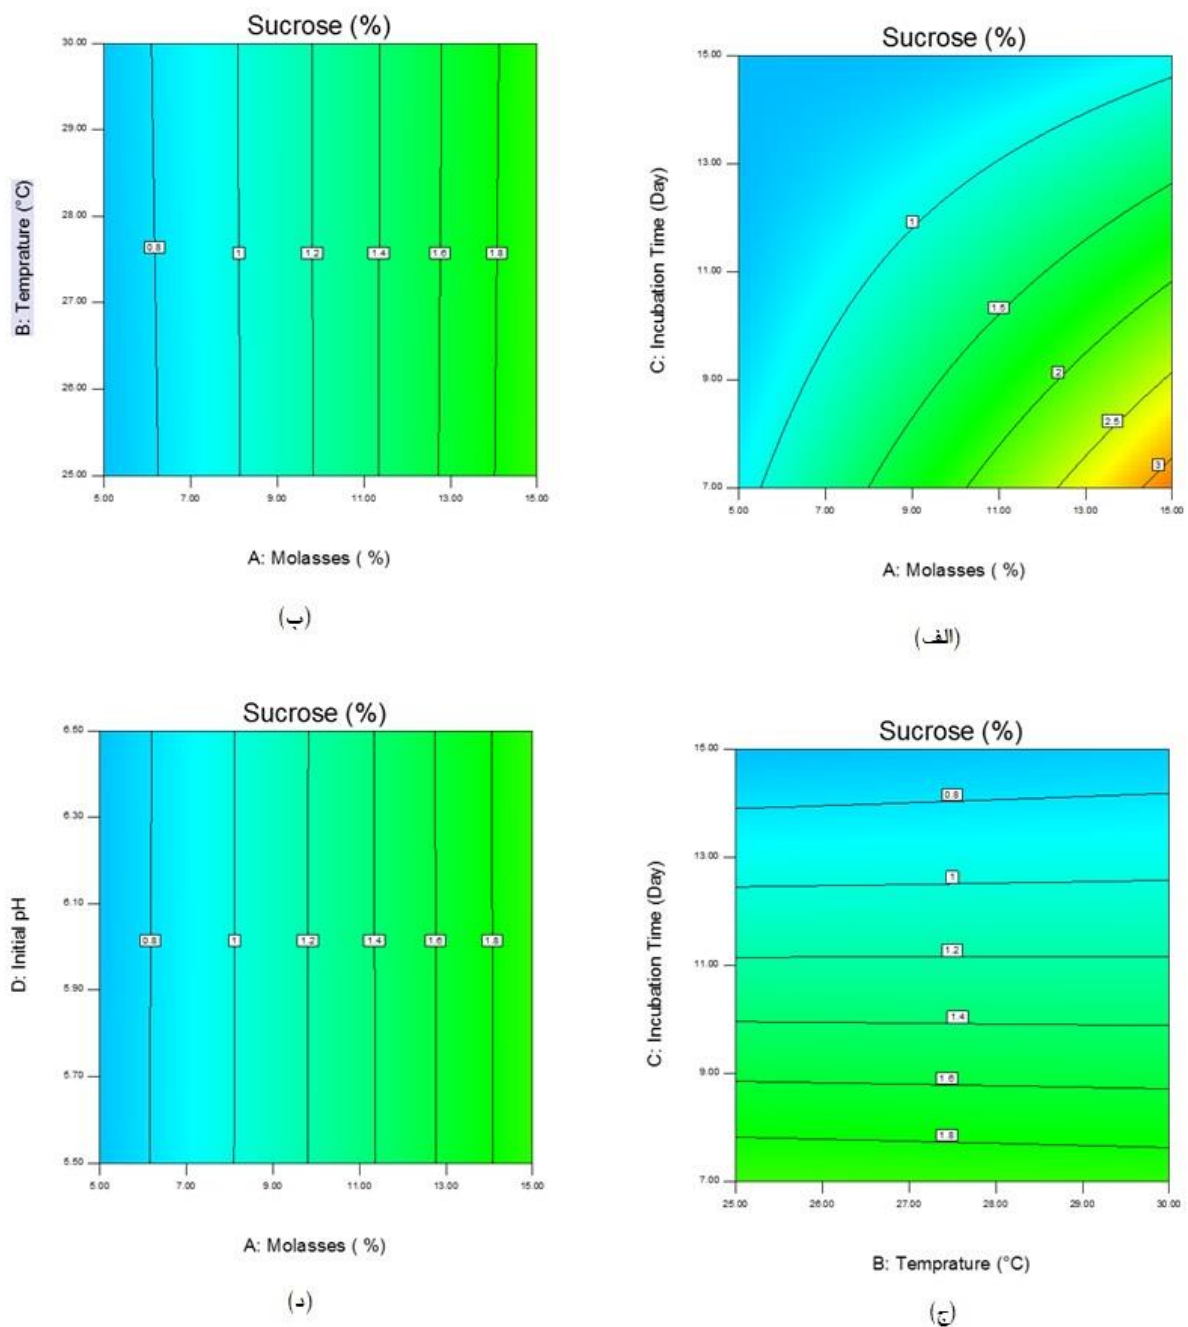 Sucrose (%)
15.00
13.00
11.00
9.00
7.00
C: Incubation Time (Day)
1
1.5
2
2.5
3
5.00 7.00 9.00 11.00 13.00 15.00
A: Molasses ( %)
(الف)
Sucrose (%)
30.00
29.00
28.00
27.00
26.00
25.00
B: Temprature (°C)
0.8 1 1.2 1.4 1.6 1.8
5.00 7.00 9.00 11.00 13.00 15.00
A: Molasses ( %)
(ب)
Sucrose (%)
15.00
13.00
11.00
9.00
7.00
C: Incubation Time (Day)
0.8
1
1.2
1.4
1.6
1.8
25.00 26.00 27.00 28.00 29.00 30.00
B: Temprature (°C)
(ج)
Sucrose (%)
6.50
6.30
6.10
5.90
5.70
5.50
D: Initial pH
0.8 1 1.2 1.4 1.6 1.8
5.00 7.00 9.00 11.00 13.00 15.00
A: Molasses ( %)
(د)